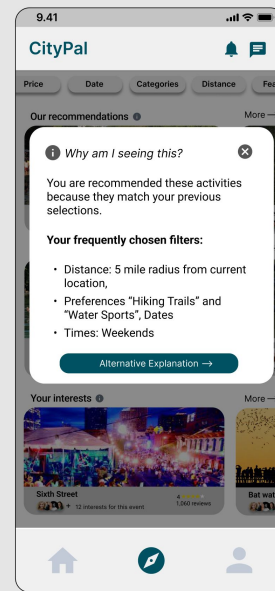 9.41
CityPal
Price Date Categories Distance Fea
Our recommendations More
Why am I seeing this?
You are recommended these activities
because they match your previous
selections.
Your frequently chosen filters:
• Distance: 5 mile radius from current
location,
• Preferences “Hiking Trails” and
“Water Sports”, Dates
• Times: Weekends
Alternative Explanation →
Your interests More
Sixth Street 4
+ 12 Interests for this event 1,060 reviews
Bat wat